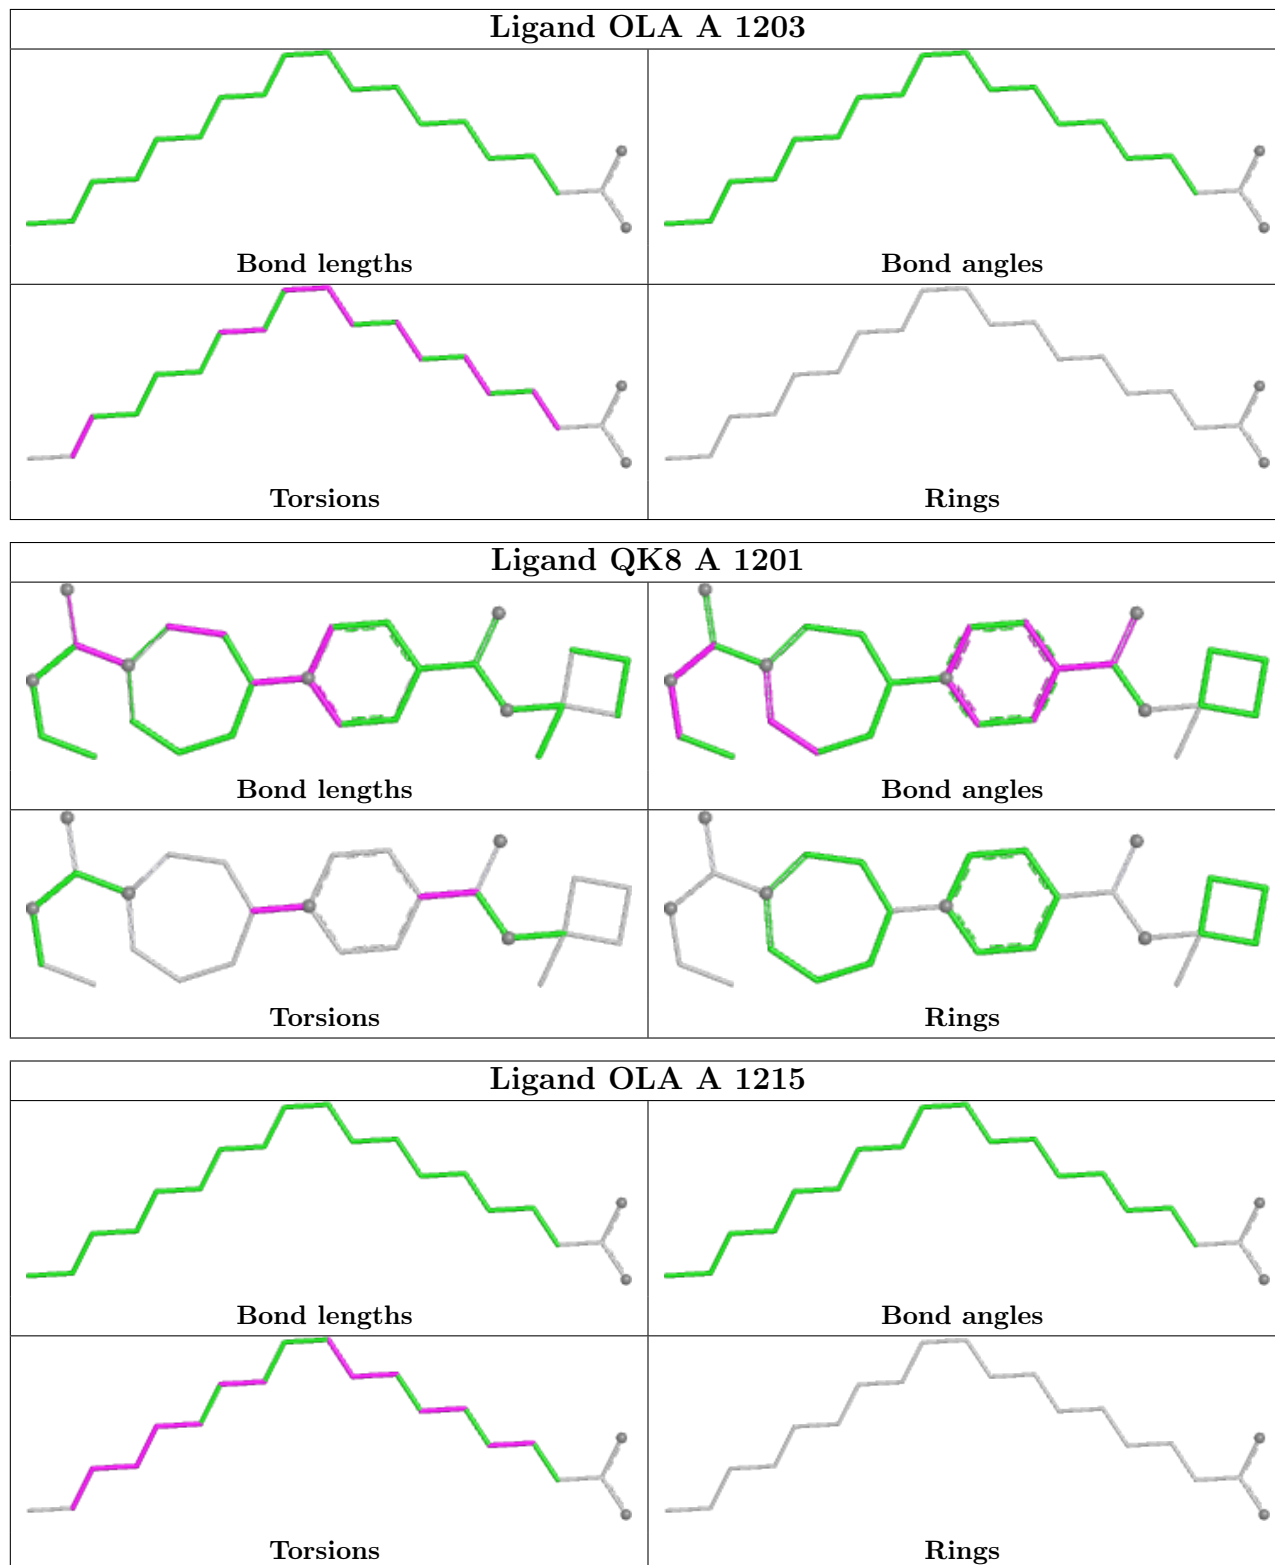 Ligand OLA A 1203
Bond lengths
Bond angles
Torsions
Rings
Ligand QK8 A 1201
Bond lengths
Bond angles
Torsions
Rings
Ligand OLA A 1215
Bond lengths
Bond angles
Torsions
Rings